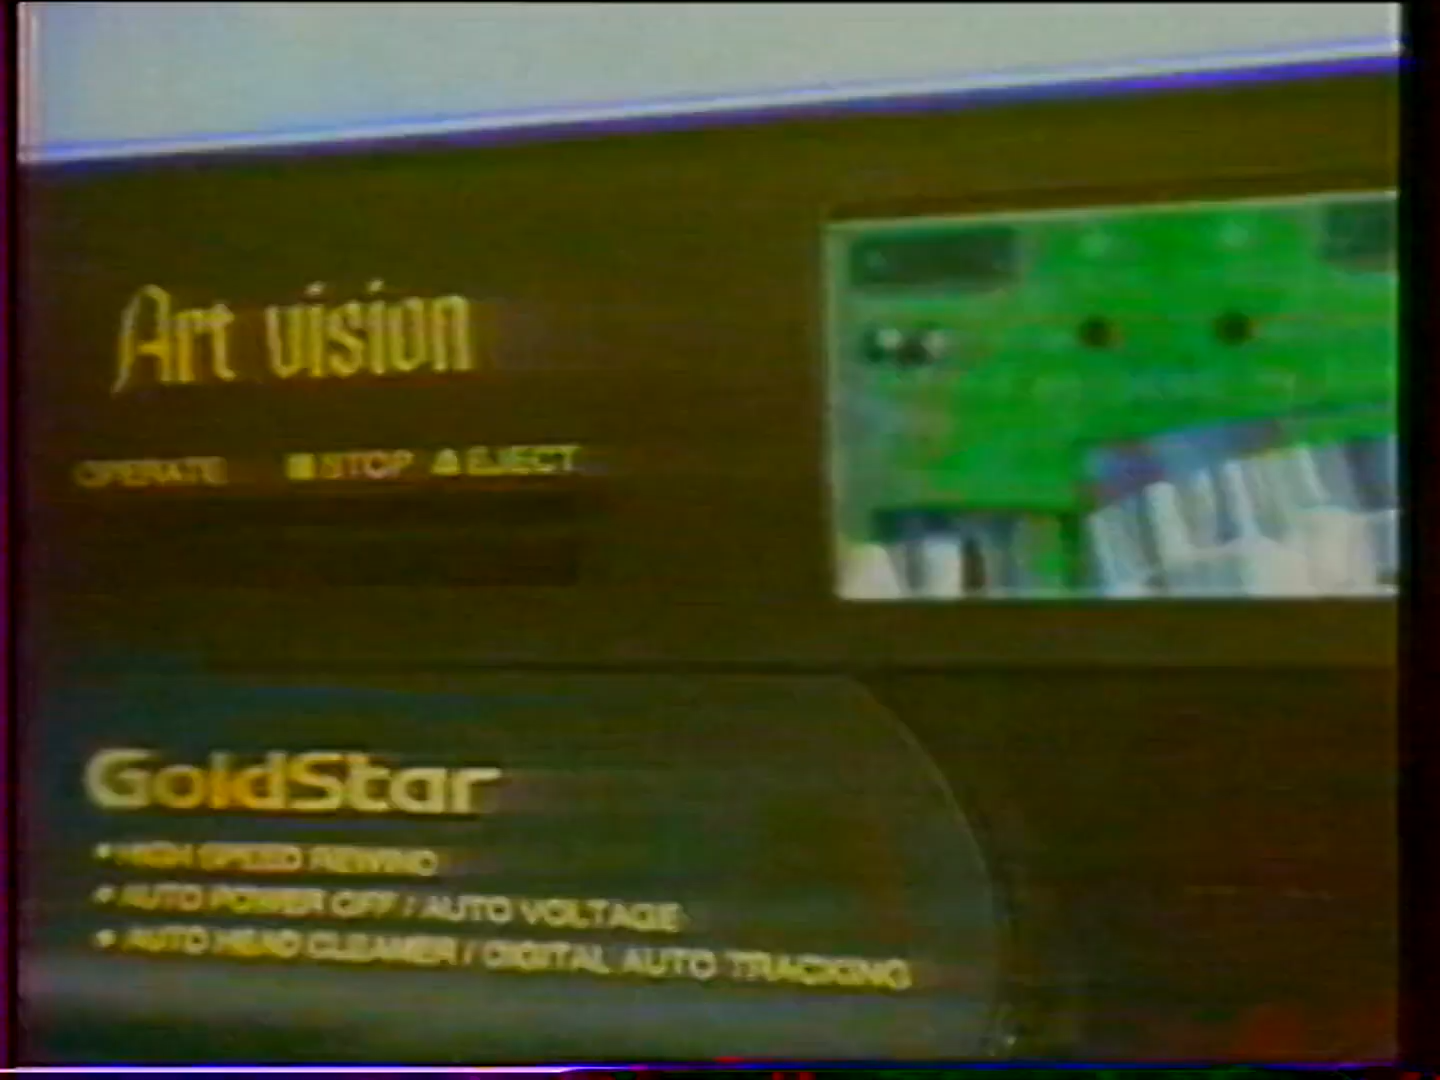 Art vision
OPERATE ■ STOP ▲ EJECT
GoldStar
• HIGH SPEED REWIND
• AUTO POWER OFF / AUTO VOLTAGE
• AUTO HEAD CLEANER / DIGITAL AUTO TRACKING